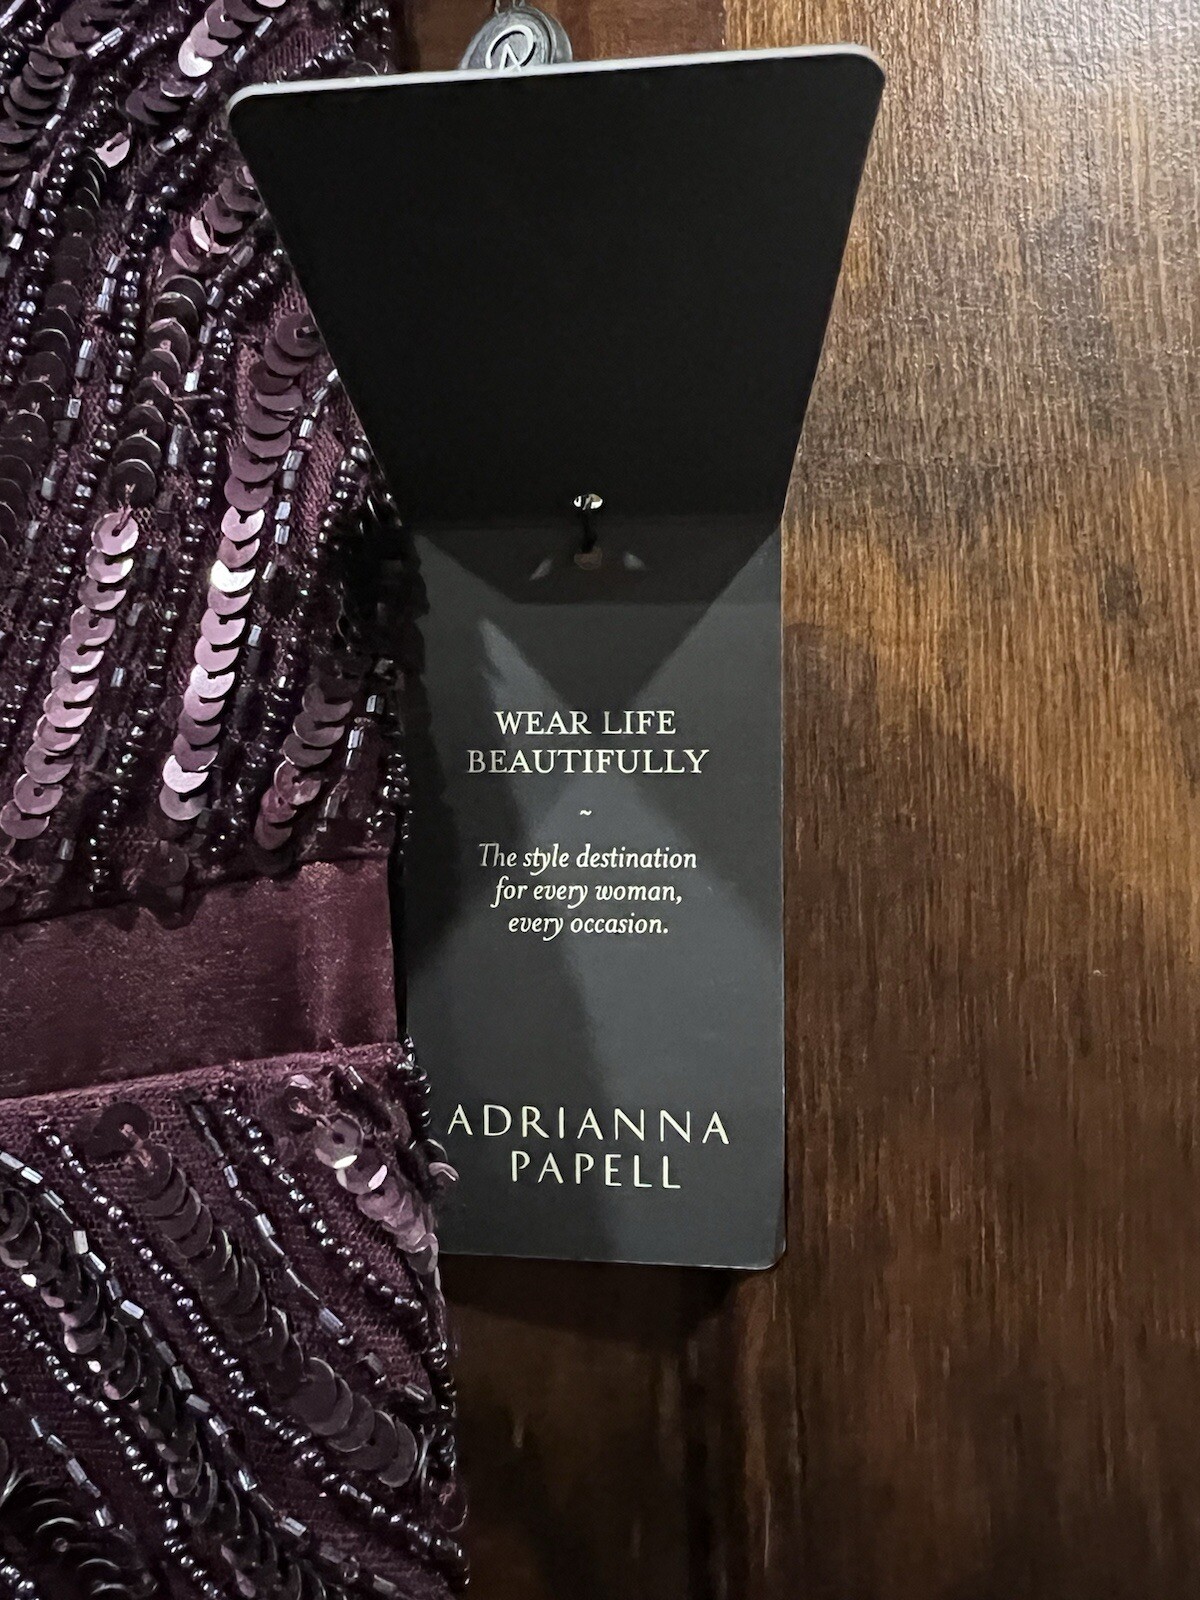 WEAR LIFE
BEAUTIFULLY
~
The style destination
for every woman,
every occasion.
ADRIANNA
PAPELL